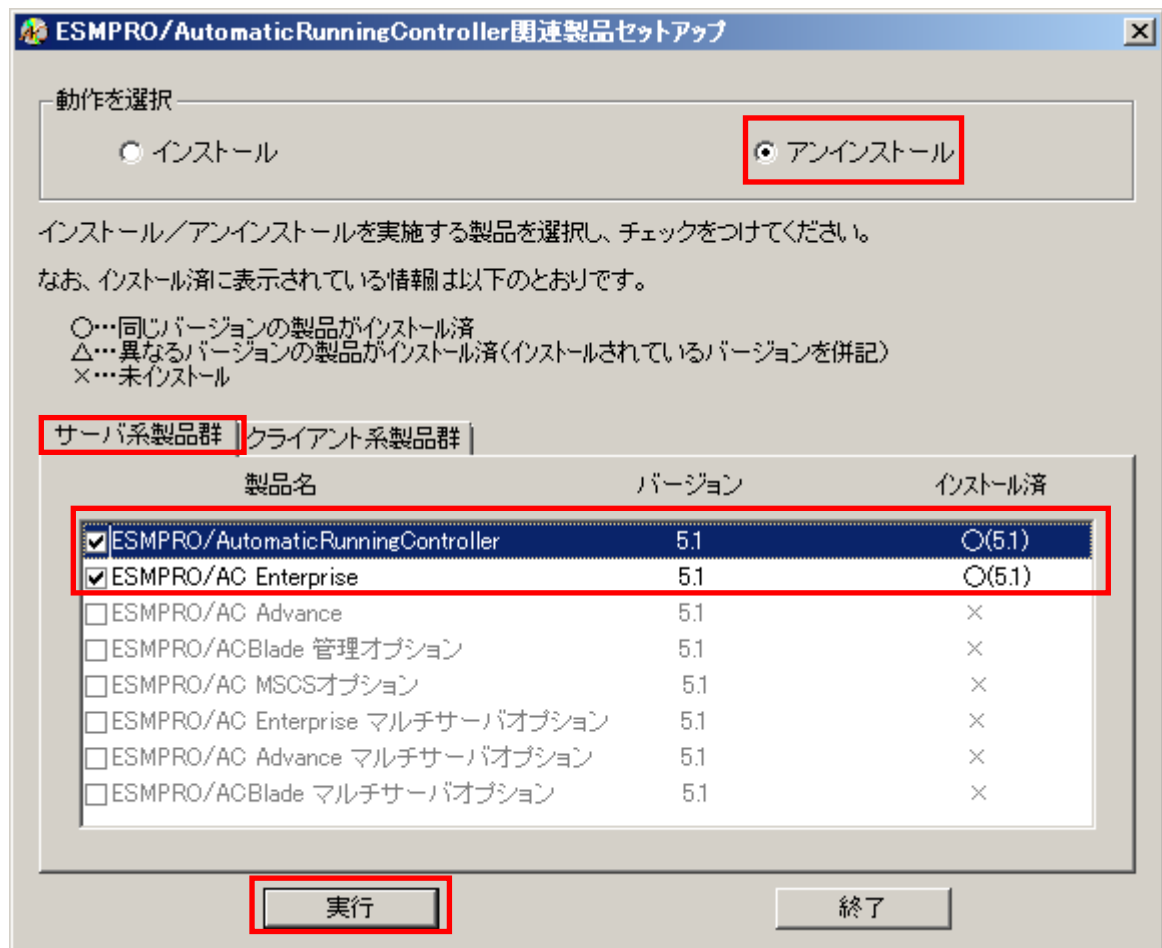 ESMPRO/AutomaticRunningController関連製品セットアップ
動作を選択
インストール
アンインストール
インストール／アンインストールを実施する製品を選択し、チェックをつけてください。
なお、インストール済に表示されている情報は以下のとおりです。
○…同じバージョンの製品がインストール済
△…異なるバージョンの製品がインストール済(インストールされているバージョンを併記)
×…未インストール
サーバ系製品群 クライアント系製品群
製品名 バージョン インストール済
ESMPRO/AutomaticRunningController 5.1 ○(5.1)
ESMPRO/AC Enterprise 5.1 ○(5.1)
ESMPRO/AC Advance 5.1 ×
ESMPRO/ACBlade 管理オプション 5.1 ×
ESMPRO/AC MSCSオプション 5.1 ×
ESMPRO/AC Enterprise マルチサーバオプション 5.1 ×
ESMPRO/AC Advance マルチサーバオプション 5.1 ×
ESMPRO/ACBlade マルチサーバオプション 5.1 ×
実行 終了